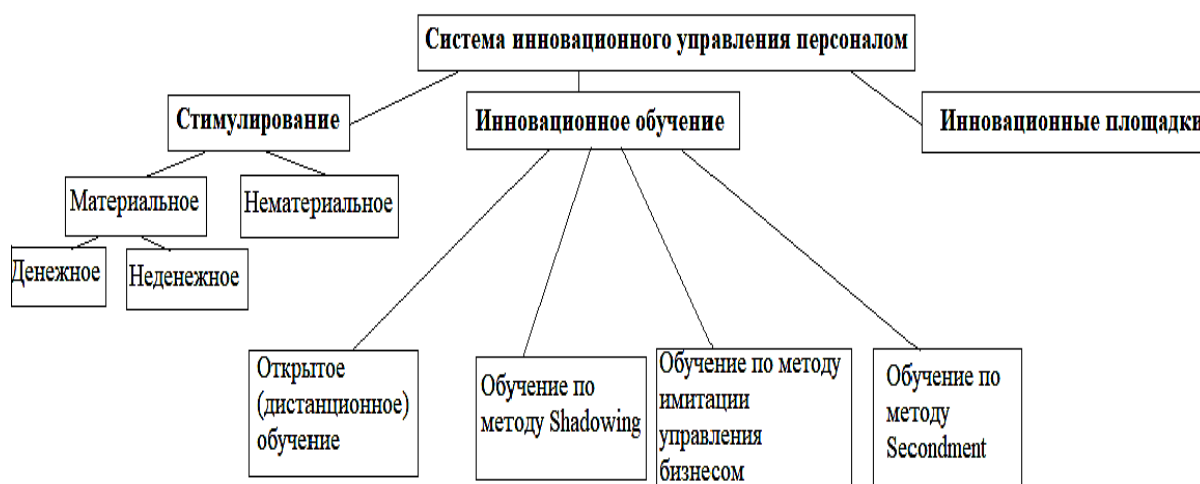 Система инновационного управления персоналом
Стимулирование
Инновационное обучение
Инновационные площадки
Материальное
Нематериальное
Денежное
Неденежное
Открытое
(дистанционное)
обучение
Обучение по
методу Shadowing
Обучение по методу
имитации
управления
бизнесом
Обучение по
методу
Secondment